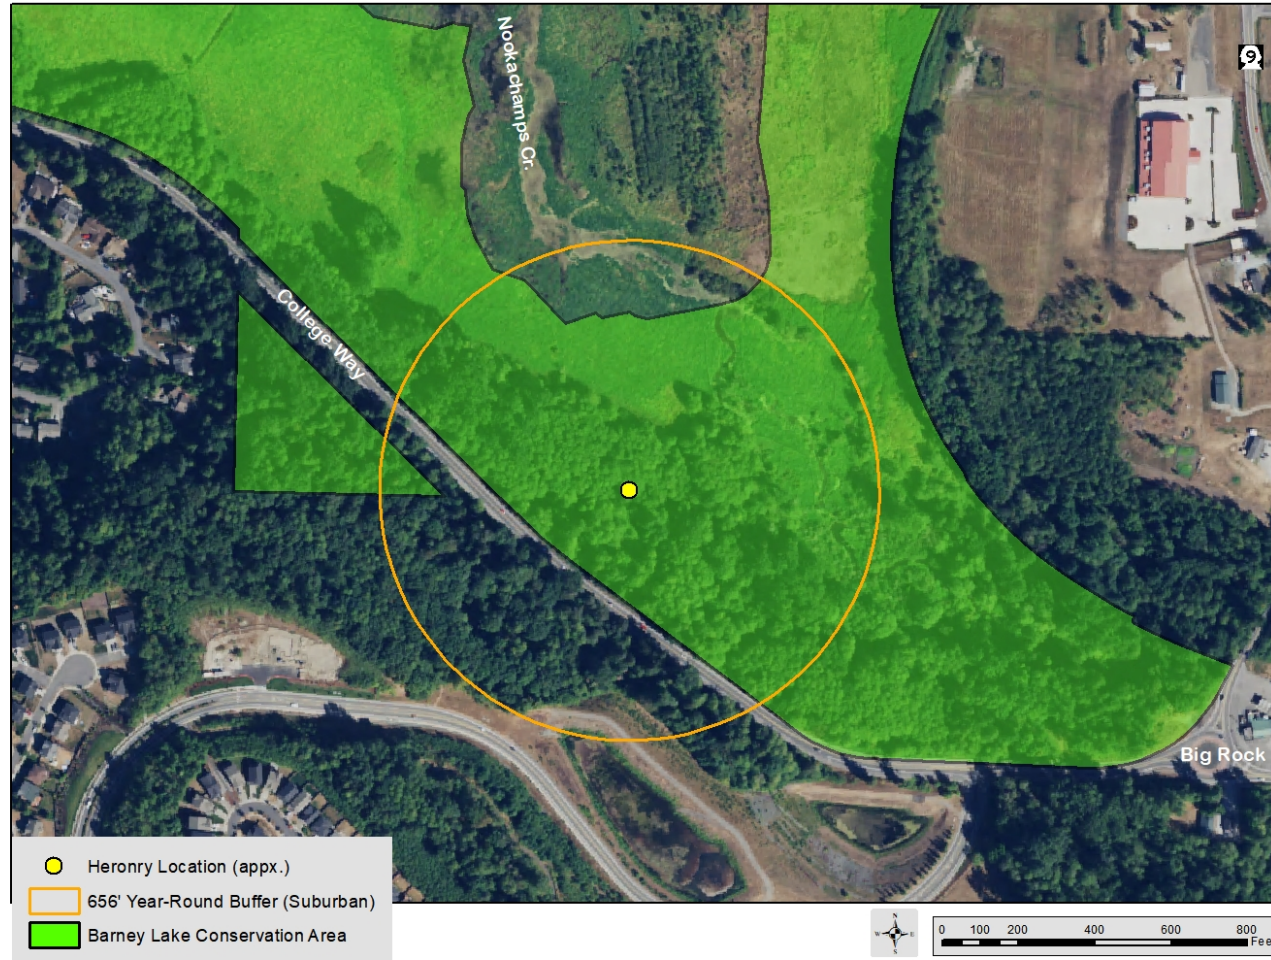 Nookachamps Cr.
9
College Way
Big Rock
Heronry Location (appx.)
656' Year-Round Buffer (Suburban)
Barney Lake Conservation Area
N
W E
S
0 100 200 400 600 800
Fee